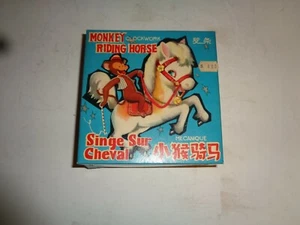 MONKEY
CLOCKWORK
RIDING HORSE
Singe Sur
Cheval
MECANIQUE
小猴骑马